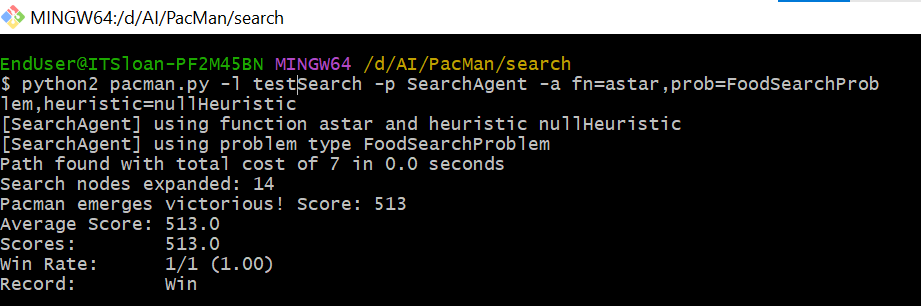 MINGW64:/d/AI/PacMan/search
EndUser@ITSloan-PF2M45BN MINGW64 /d/AI/PacMan/search
$ python2 pacman.py -l testSearch -p SearchAgent -a fn=astar,prob=FoodSearchProb
lem,heuristic=nullHeuristic
[SearchAgent] using function astar and heuristic nullHeuristic
[SearchAgent] using problem type FoodSearchProblem
Path found with total cost of 7 in 0.0 seconds
Search nodes expanded: 14
Pacman emerges victorious! Score: 513
Average Score: 513.0
Scores:        513.0
Win Rate:      1/1 (1.00)
Record:        Win